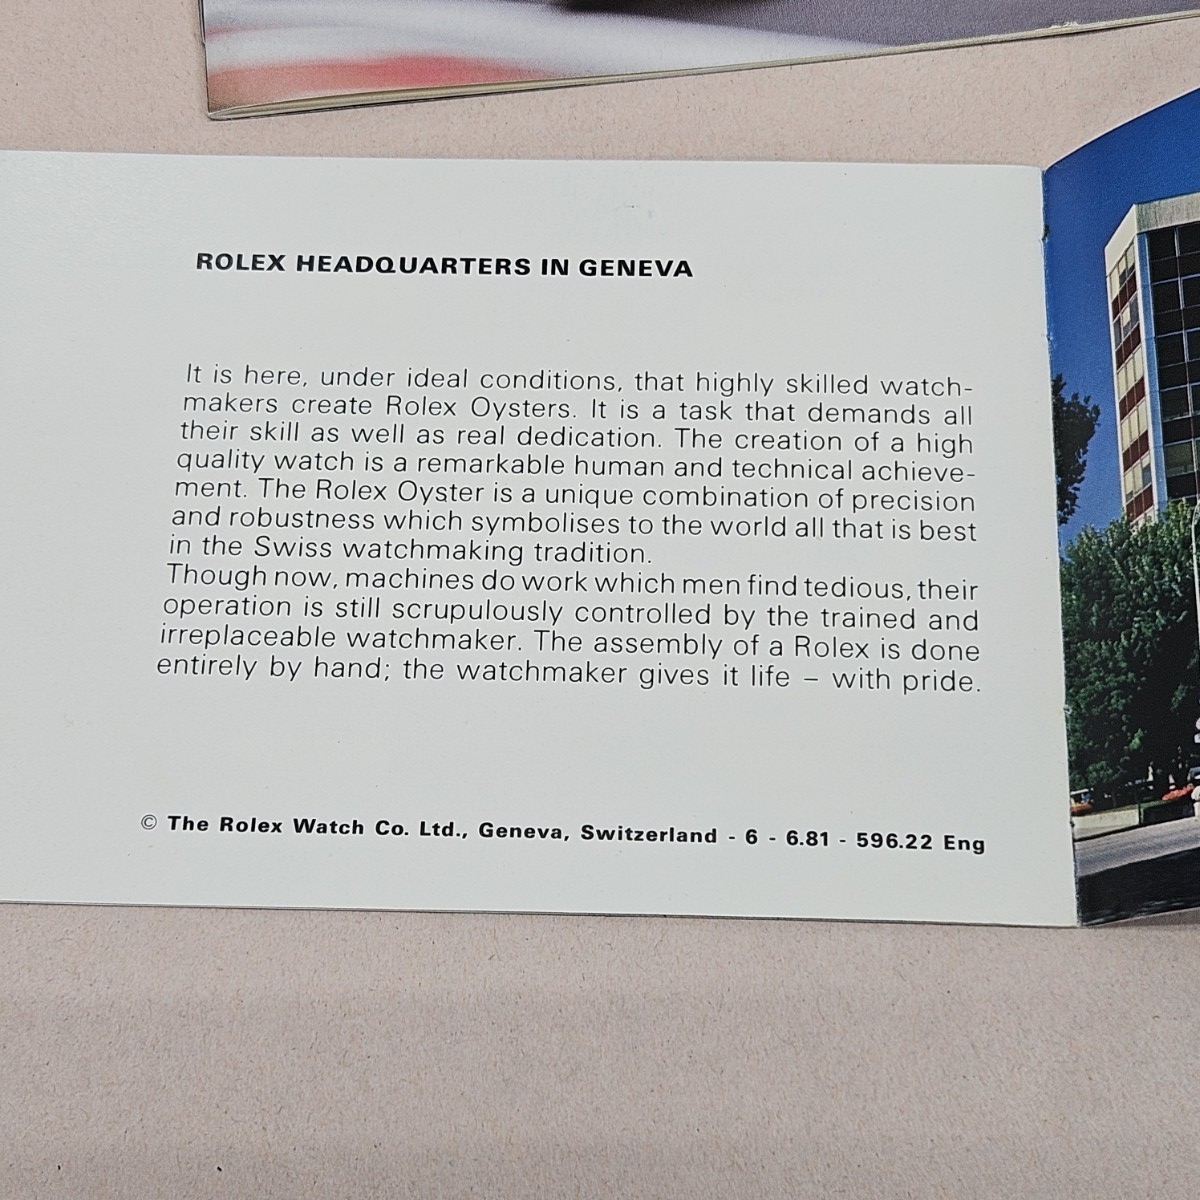 ROLEX HEADQUARTERS IN GENEVA
It is here, under ideal conditions, that highly skilled watch-
makers create Rolex Oysters. It is a task that demands all
their skill as well as real dedication. The creation of a high
quality watch is a remarkable human and technical achieve-
ment. The Rolex Oyster is a unique combination of precision
and robustness which symbolises to the world all that is best
in the Swiss watchmaking tradition.
Though now, machines do work which men find tedious, their
operation is still scrupulously controlled by the trained and
irreplaceable watchmaker. The assembly of a Rolex is done
entirely by hand; the watchmaker gives it life – with pride.
© The Rolex Watch Co. Ltd., Geneva, Switzerland - 6 - 6.81 - 596.22 Eng